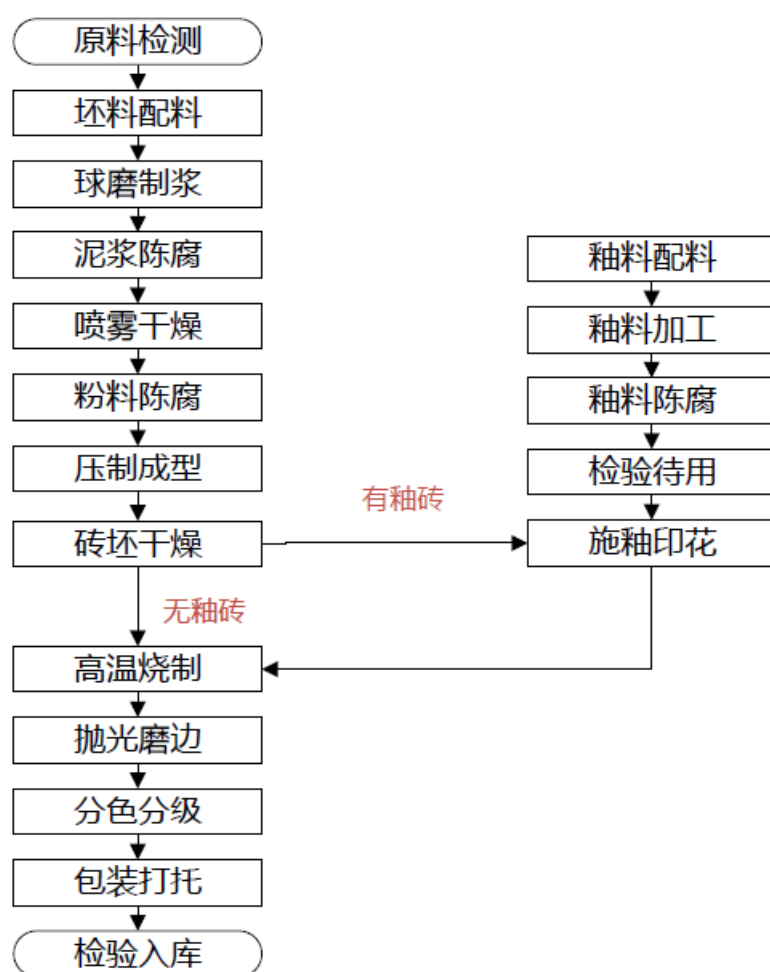 原料检测
坯料配料
球磨制浆
泥浆陈腐
喷雾干燥
粉料陈腐
压制成型
砖坯干燥
有釉砖
釉料配料
釉料加工
釉料陈腐
检验待用
施釉印花
无釉砖
高温烧制
抛光磨边
分色分级
包装打托
检验入库